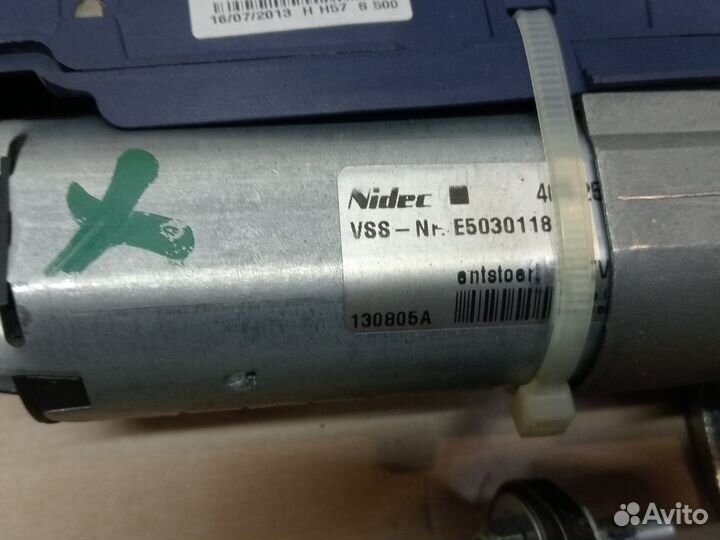 16/07/2013 H H57 S 500
Nidec
VSS-Nr. E5030118
entstoert
130805A
Avito